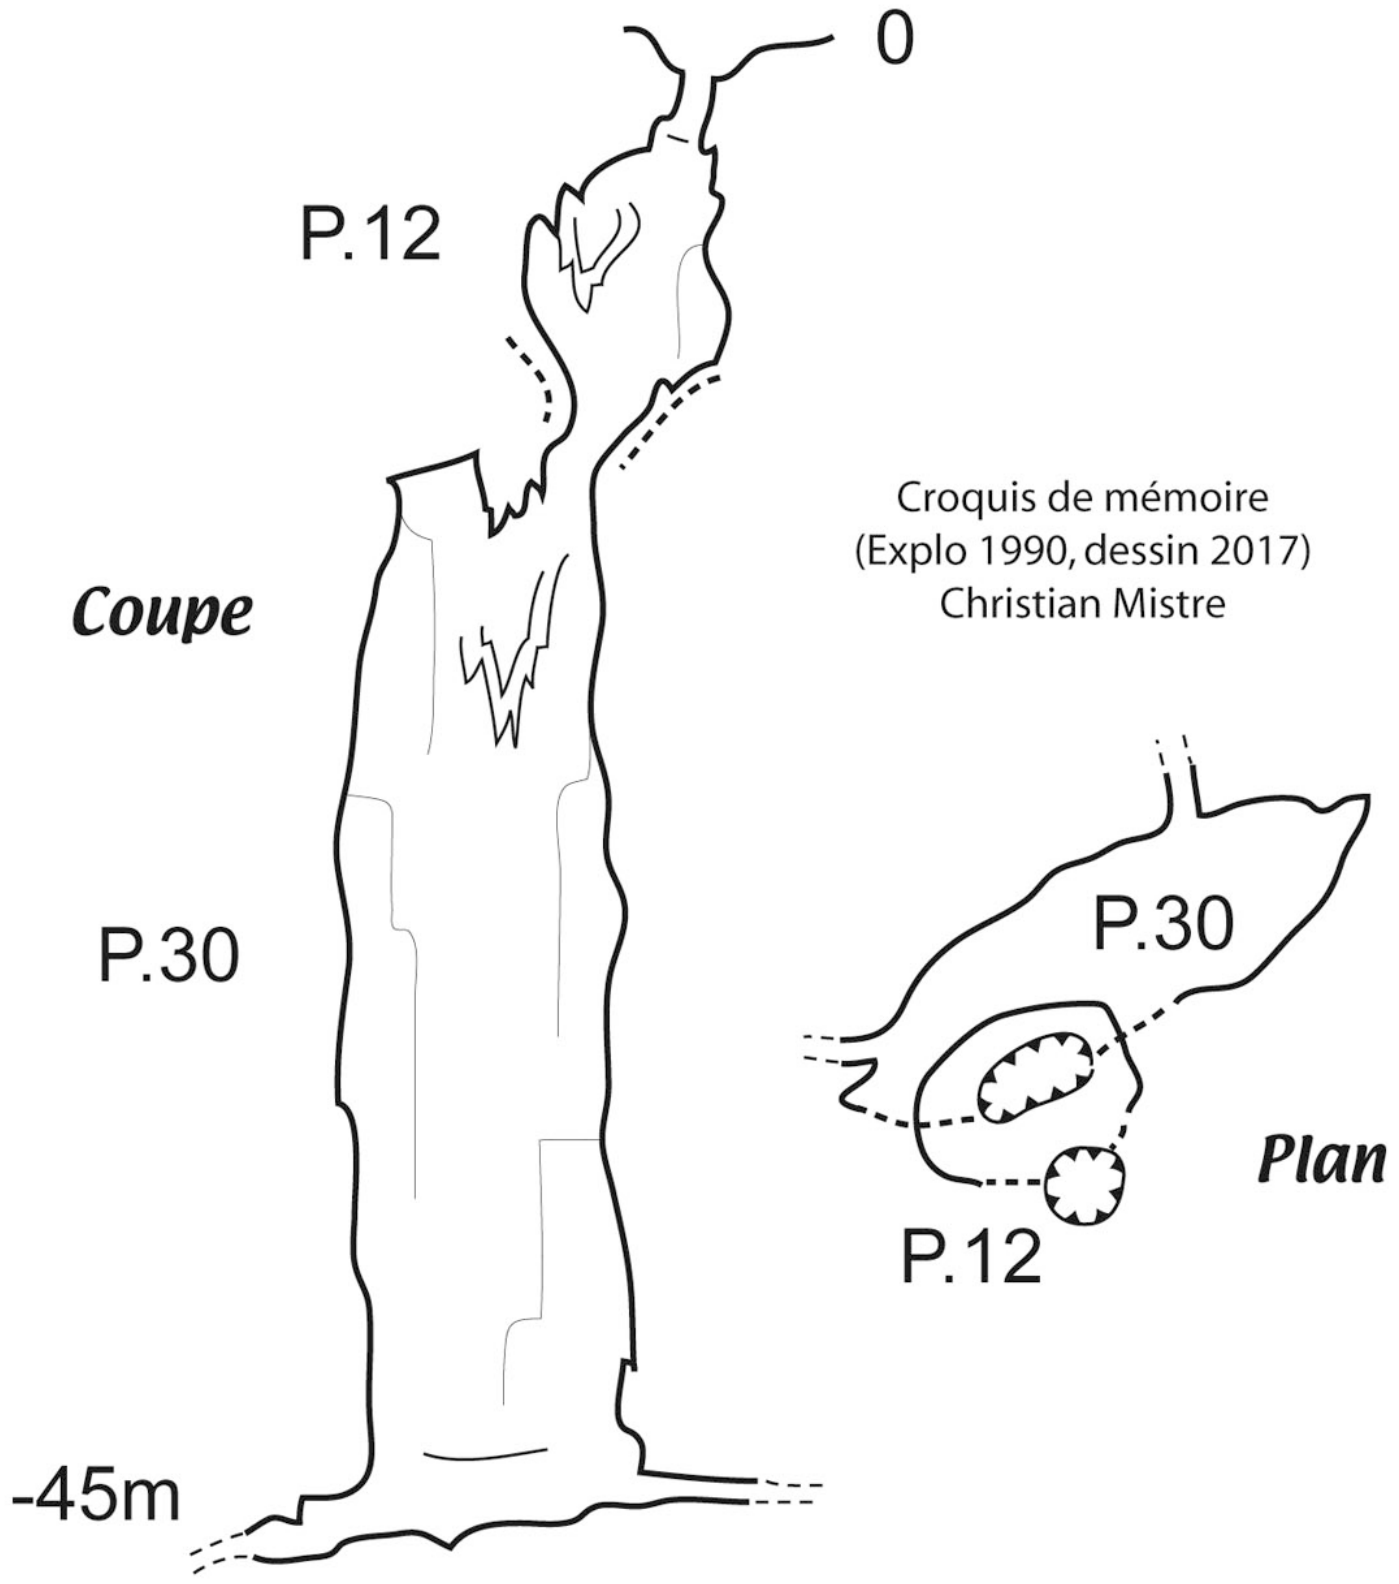 0
P.12
Croquis de mémoire
(Explo 1990, dessin 2017)
Christian Mistre
Coupe
P.30
P.30
Plan
P.12
-45m